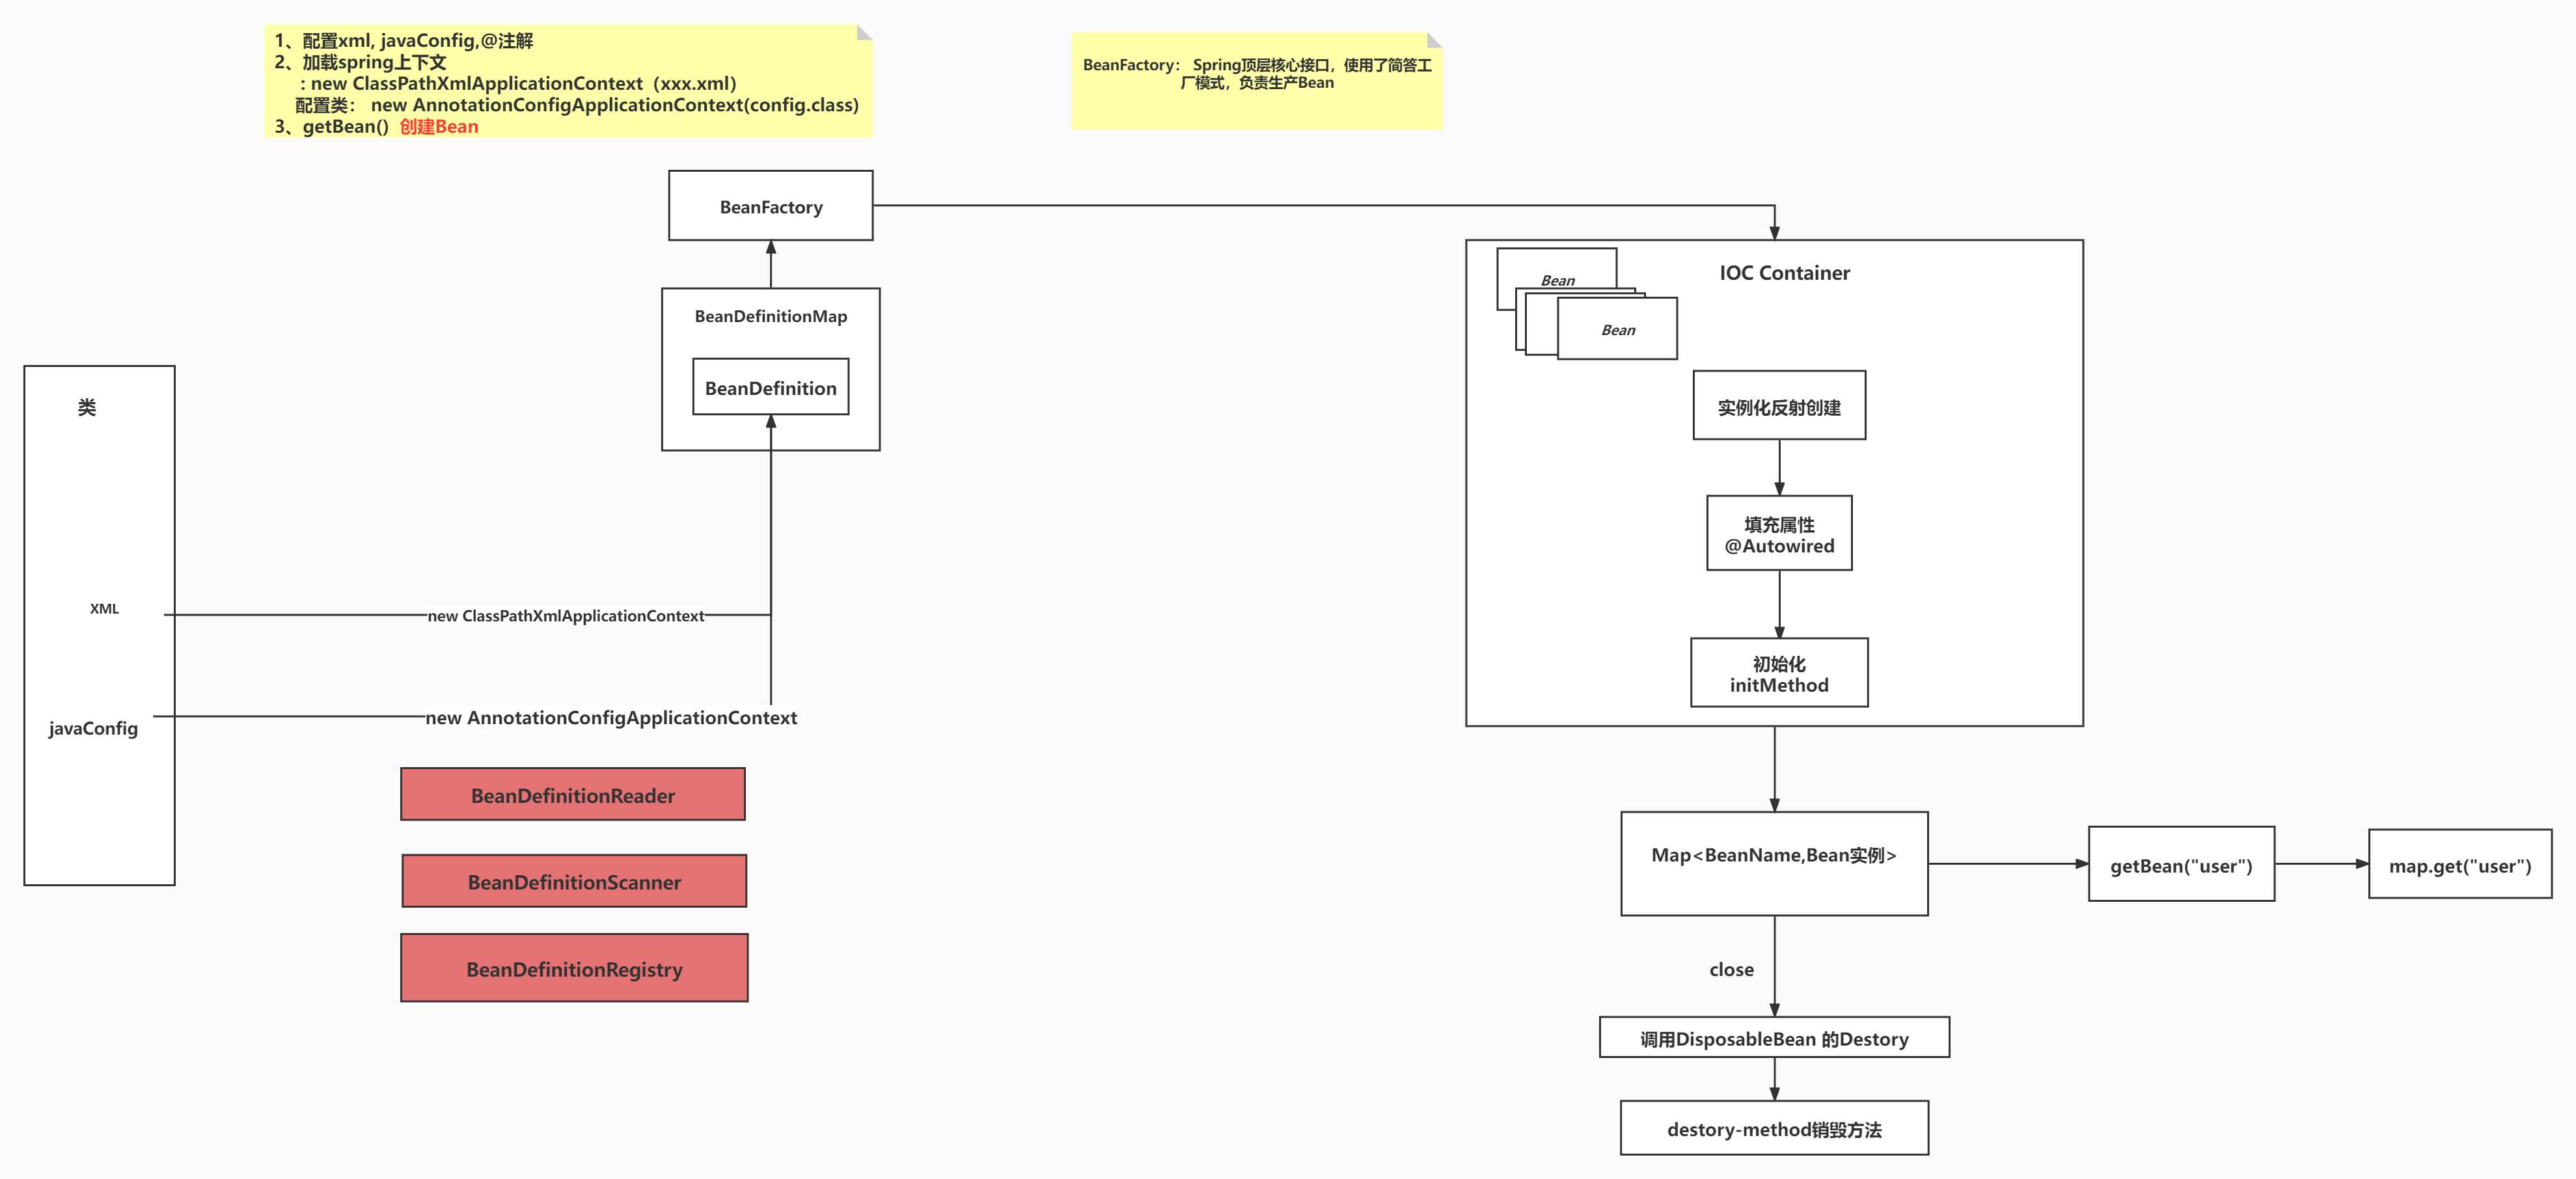 1、配置xml, javaConfig,@注解
2、加载spring上下文
: new ClassPathXmlApplicationContext（xxx.xml）
配置类： new AnnotationConfigApplicationContext(config.class)
3、getBean() 创建Bean
BeanFactory： Spring顶层核心接口，使用了简答工
厂模式，负责生产Bean
BeanFactory
BeanDefinitionMap
BeanDefinition
类
XML
javaConfig
new ClassPathXmlApplicationContext
new AnnotationConfigApplicationContext
BeanDefinitionReader
BeanDefinitionScanner
BeanDefinitionRegistry
IOC Container
Bean
Bean
实例化反射创建
填充属性
@Autowired
初始化
initMethod
Map<BeanName,Bean实例>
getBean("user")
map.get("user")
close
调用DisposableBean 的Destory
destory-method销毁方法